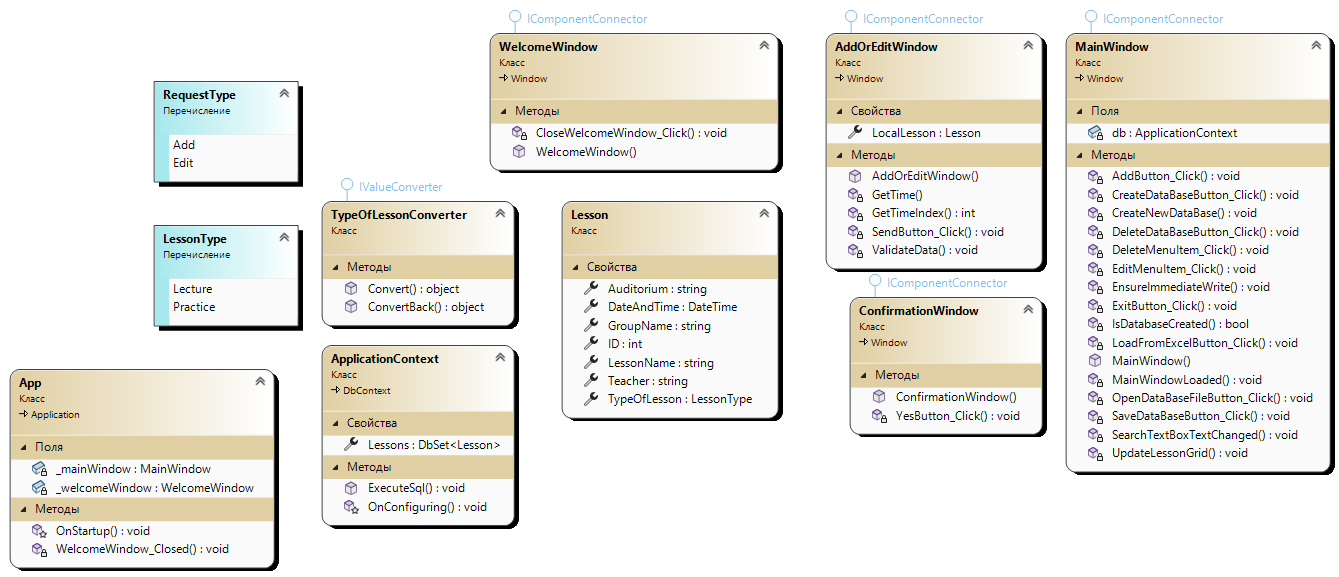 RequestType
Перечисление
Add
Edit
LessonType
Перечисление
Lecture
Practice
App
Класс
Application
Поля
_mainWindow : MainWindow
_welcomeWindow : WelcomeWindow
Методы
OnStartup() : void
WelcomeWindow_Closed() : void
IValueConverter
TypeOfLessonConverter
Класс
Методы
Convert() : object
ConvertBack() : object
ApplicationContext
Класс
DbContext
Свойства
Lessons : DbSet<Lesson>
Методы
ExecuteSql() : void
OnConfiguring() : void
IComponentConnector
WelcomeWindow
Класс
Window
Методы
CloseWelcomeWindow_Click() : void
WelcomeWindow()
Lesson
Класс
Свойства
Auditorium : string
DateAndTime : DateTime
GroupName : string
ID : int
LessonName : string
Teacher : string
TypeOfLesson : LessonType
IComponentConnector
AddOrEditWindow
Класс
Window
Свойства
LocalLesson : Lesson
Методы
AddOrEditWindow()
GetTime()
GetTimeIndex() : int
SendButton_Click() : void
ValidateData() : void
IComponentConnector
ConfirmationWindow
Класс
Window
Методы
ConfirmationWindow()
YesButton_Click() : void
IComponentConnector
MainWindow
Класс
Window
Поля
db : ApplicationContext
Методы
AddButton_Click() : void
CreateDataBaseButton_Click() : void
CreateNewDataBase() : void
DeleteDataBaseButton_Click() : void
DeleteMenuItem_Click() : void
EditMenuItem_Click() : void
EnsureImmediateWrite() : void
ExitButton_Click() : void
IsDatabaseCreated() : bool
LoadFromExcelButton_Click() : void
MainWindow()
MainWindowLoaded() : void
OpenDataBaseFileButton_Click() : void
SaveDataBaseButton_Click() : void
SearchTextBoxTextChanged() : void
UpdateLessonGrid() : void